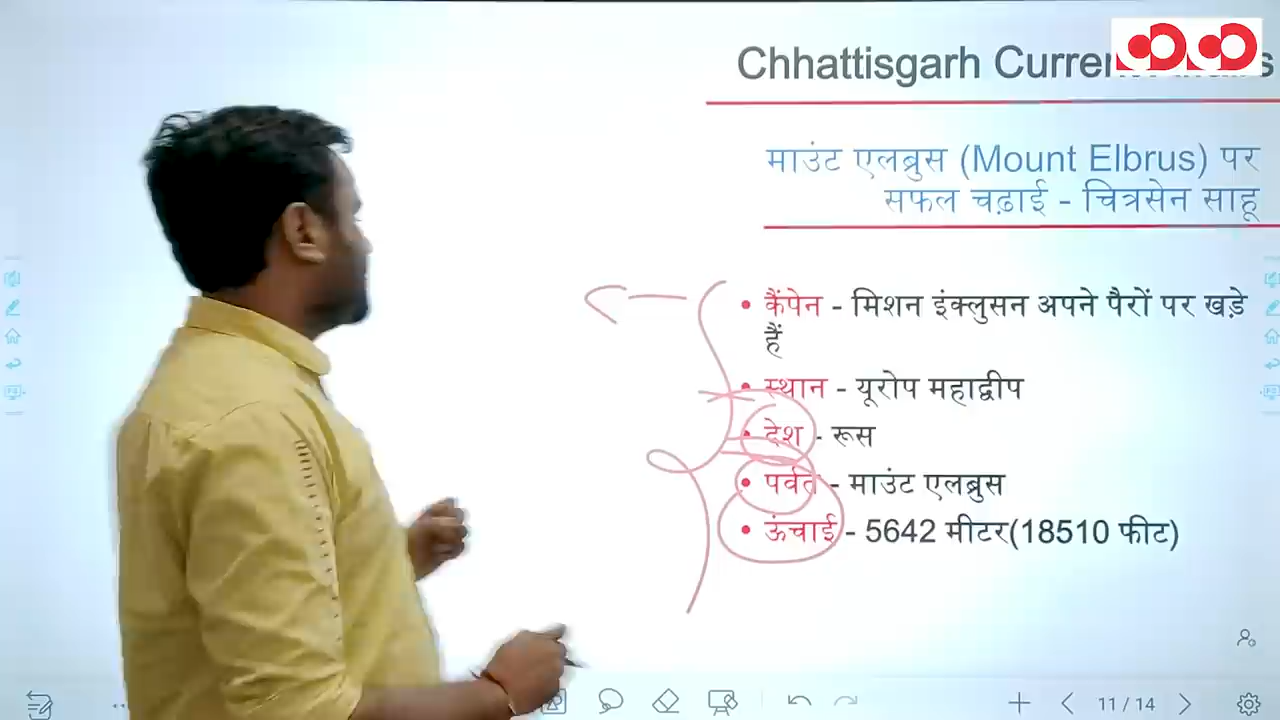 Chhattisgarh Current
माउंट एलब्रुस (Mount Elbrus) पर
सफल चढ़ाई - चित्रसेन साहू
• कैंपेन - मिशन इंक्लुसन अपने पैरों पर खड़े
हैं
• स्थान - यूरोप महाद्वीप
• देश - रूस
• पर्वत - माउंट एलब्रुस
• ऊंचाई - 5642 मीटर(18510 फीट)
11 / 14